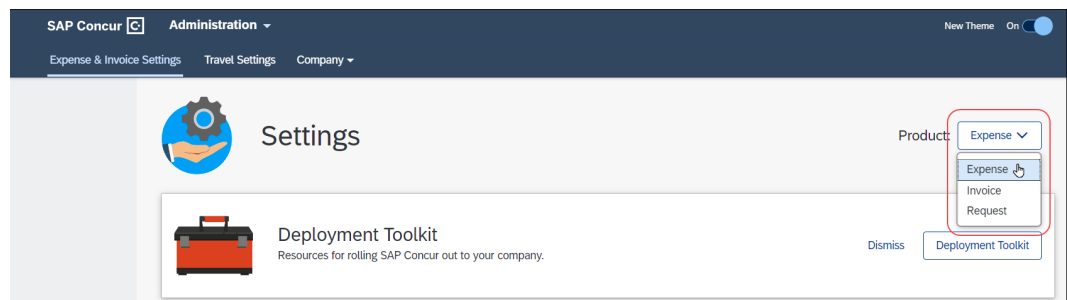 SAP Concur C Administration
New Theme On
Expense & Invoice Settings Travel Settings Company
Settings
Product: Expense
Expense
Invoice
Request
Deployment Toolkit
Resources for rolling SAP Concur out to your company.
Dismiss Deployment Toolkit